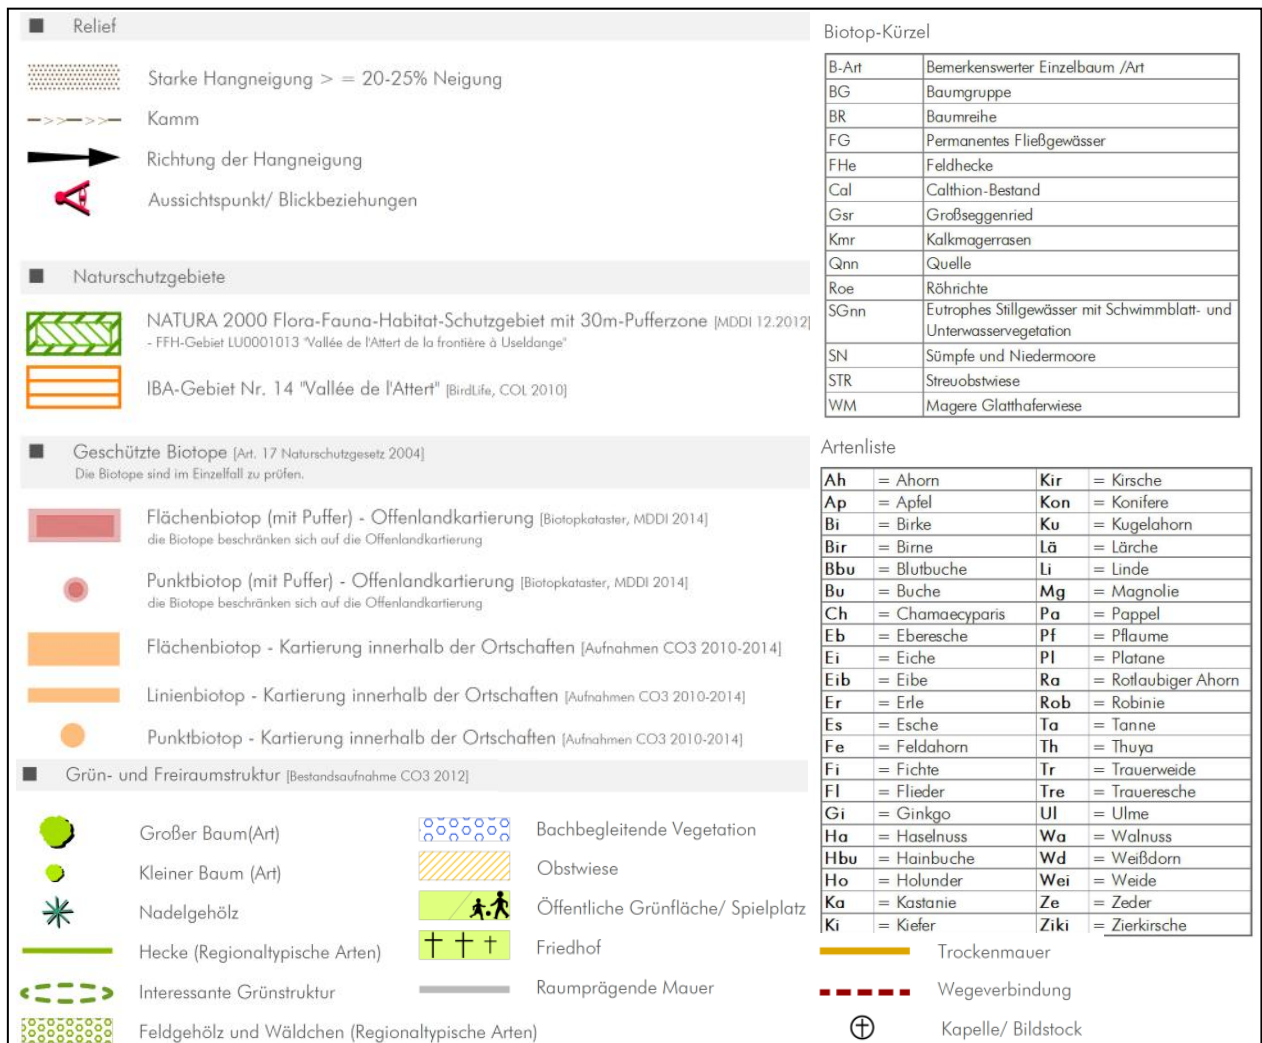 Relief
Starke Hangneigung > = 20-25% Neigung
Kamm
Richtung der Hangneigung
Aussichtspunkt/ Blickbeziehungen
Naturschutzgebiete
NATURA 2000 Flora-Fauna-Habitat-Schutzgebiet mit 30m-Pufferzone [MDDI 12.2012]
- FFH-Gebiet LU0001013 "Vallée de l'Attert de la frontière à Useldange"
IBA-Gebiet Nr. 14 "Vallée de l'Attert" [BirdLife, COL 2010]
Geschützte Biotope [Art. 17 Naturschutzgesetz 2004]
Die Biotope sind im Einzelfall zu prüfen.
Flächenbiotop (mit Puffer) - Offenlandkartierung [Biotopkataster, MDDI 2014]
die Biotope beschränken sich auf die Offenlandkartierung
Punktbiotop (mit Puffer) - Offenlandkartierung [Biotopkataster, MDDI 2014]
die Biotope beschränken sich auf die Offenlandkartierung
Flächenbiotop - Kartierung innerhalb der Ortschaften [Aufnahmen CO3 2010-2014]
Linienbiotop - Kartierung innerhalb der Ortschaften [Aufnahmen CO3 2010-2014]
Punktbiotop - Kartierung innerhalb der Ortschaften [Aufnahmen CO3 2010-2014]
Grün- und Freiraumstruktur [Bestandsaufnahme CO3 2012]
Großer Baum(Art)
Kleiner Baum (Art)
Nadelgehölz
Hecke (Regionaltypische Arten)
Interessante Grünstruktur
Feldgehölz und Wäldchen (Regionaltypische Arten)
Bachbegleitende Vegetation
Obstwiese
Öffentliche Grünfläche/ Spielplatz
Friedhof
Raumprägende Mauer
Biotop-Kürzel
B-Art Bemerkenswerter Einzelbaum /Art
BG Baumgruppe
BR Baumreihe
FG Permanentes Fließgewässer
FHe Feldhecke
Cal Calthion-Bestand
Gsr Großseggenried
Kmr Kalkmagerrasen
Qnn Quelle
Roe Röhrichte
SGnn Eutrophes Stillgewässer mit Schwimmblatt- und
Unterwasservegetation
SN Sümpfe und Niedermoore
STR Streuobstwiese
WM Magere Glatthaferwiese
Artenliste
Ah = Ahorn Kir = Kirsche
Ap = Apfel Kon = Konifere
Bi = Birke Ku = Kugelahorn
Bir = Birne Lä = Lärche
Bbu = Blutbuche Li = Linde
Bu = Buche Mg = Magnolie
Ch = Chamaecyparis Pa = Pappel
Eb = Eberesche Pf = Pflaume
Ei = Eiche Pl = Platane
Eib = Eibe Ra = Rotlaubiger Ahorn
Er = Erle Rob = Robinie
Es = Esche Ta = Tanne
Fe = Feldahorn Th = Thuya
Fi = Fichte Tr = Trauerweide
Fl = Flieder Tre = Traueresche
Gi = Ginkgo Ul = Ulme
Ha = Haselnuss Wa = Walnuss
Hbu = Hainbuche Wd = Weißdorn
Ho = Holunder Wei = Weide
Ka = Kastanie Ze = Zeder
Ki = Kiefer Ziki = Zierkirsche
Trockenmauer
Wegeverbindung
Kapelle/ Bildstock